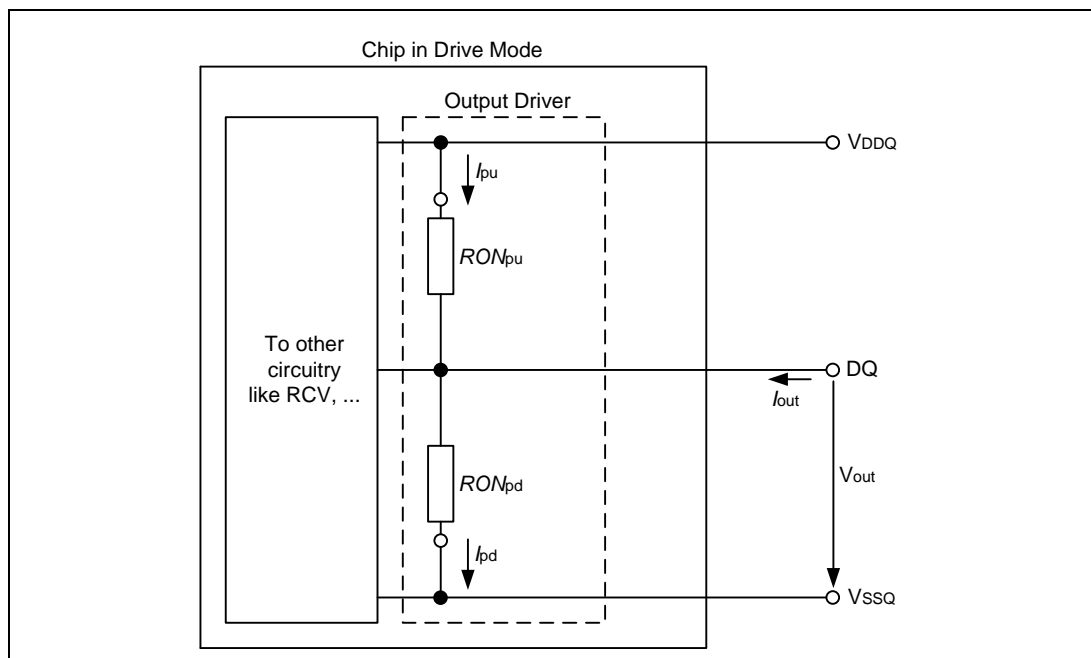 Chip in Drive Mode
Output Driver
VDDQ
Ipu
RONpu
To other
circuitry
like RCV, ...
DQ
Iout
RONpd
Vout
Ipd
VSSQ